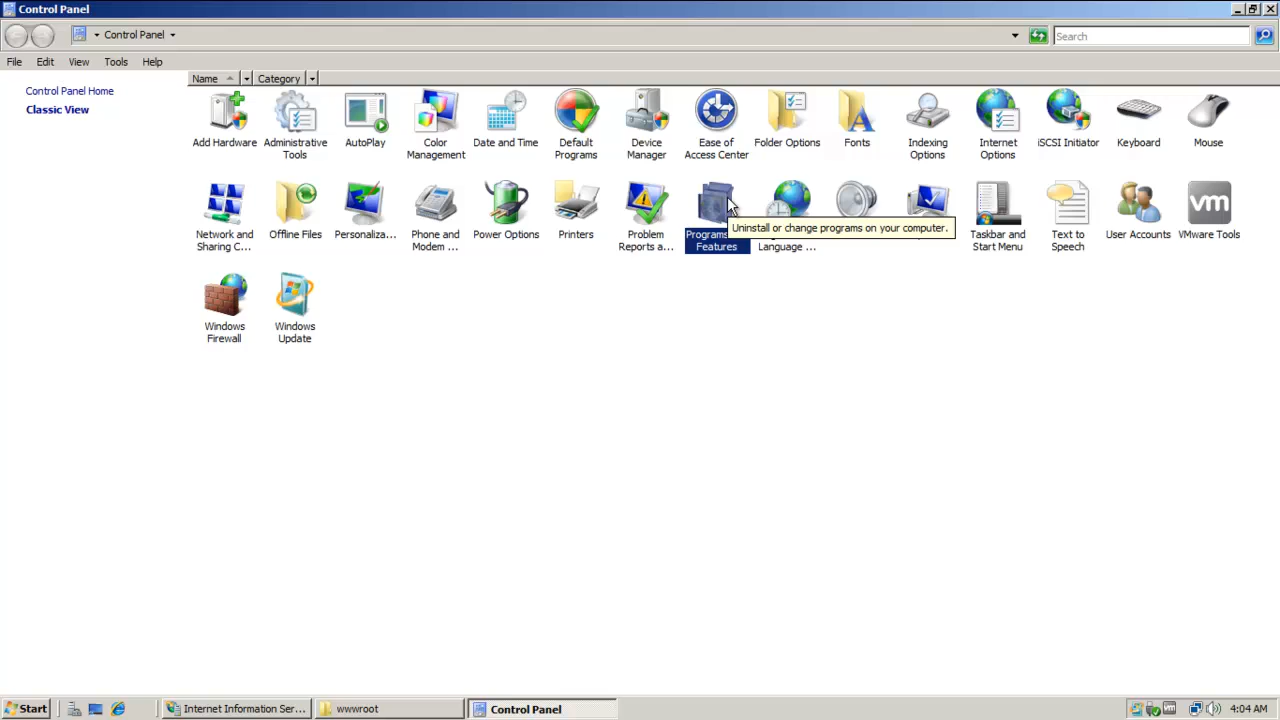 Control Panel
Control Panel
Search
File Edit View Tools Help
Name Category
Control Panel Home
Classic View
Add Hardware
Administrative
Tools
AutoPlay
Color
Management
Date and Time
Default
Programs
Device
Manager
Ease of
Access Center
Folder Options
Fonts
Indexing
Options
Internet
Options
iSCSI Initiator
Keyboard
Mouse
Network and
Sharing C...
Offline Files
Personaliza...
Phone and
Modem ...
Power Options
Printers
Problem
Reports a...
Programs
Features
Uninstall or change programs on your computer.
Language ...
Taskbar and
Start Menu
Text to
Speech
User Accounts
VMware Tools
Windows
Firewall
Windows
Update
Start
Internet Information Ser...
wwwroot
Control Panel
4:04 AM